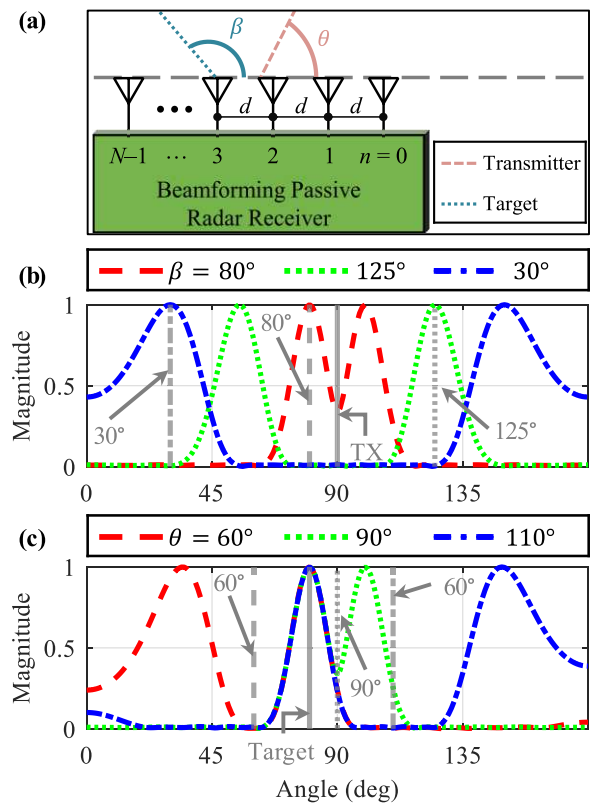 (a)
β
θ
d
d
d
N–1
...
3
2
1
n = 0
Beamforming Passive
Radar Receiver
Transmitter
Target
(b)
β = 80°
125°
30°
Magnitude
1
0.5
0
80°
30°
125°
TX
0
45
90
135
(c)
θ = 60°
90°
110°
Magnitude
1
0.5
0
60°
60°
90°
Target
0
45
90
135
Angle (deg)